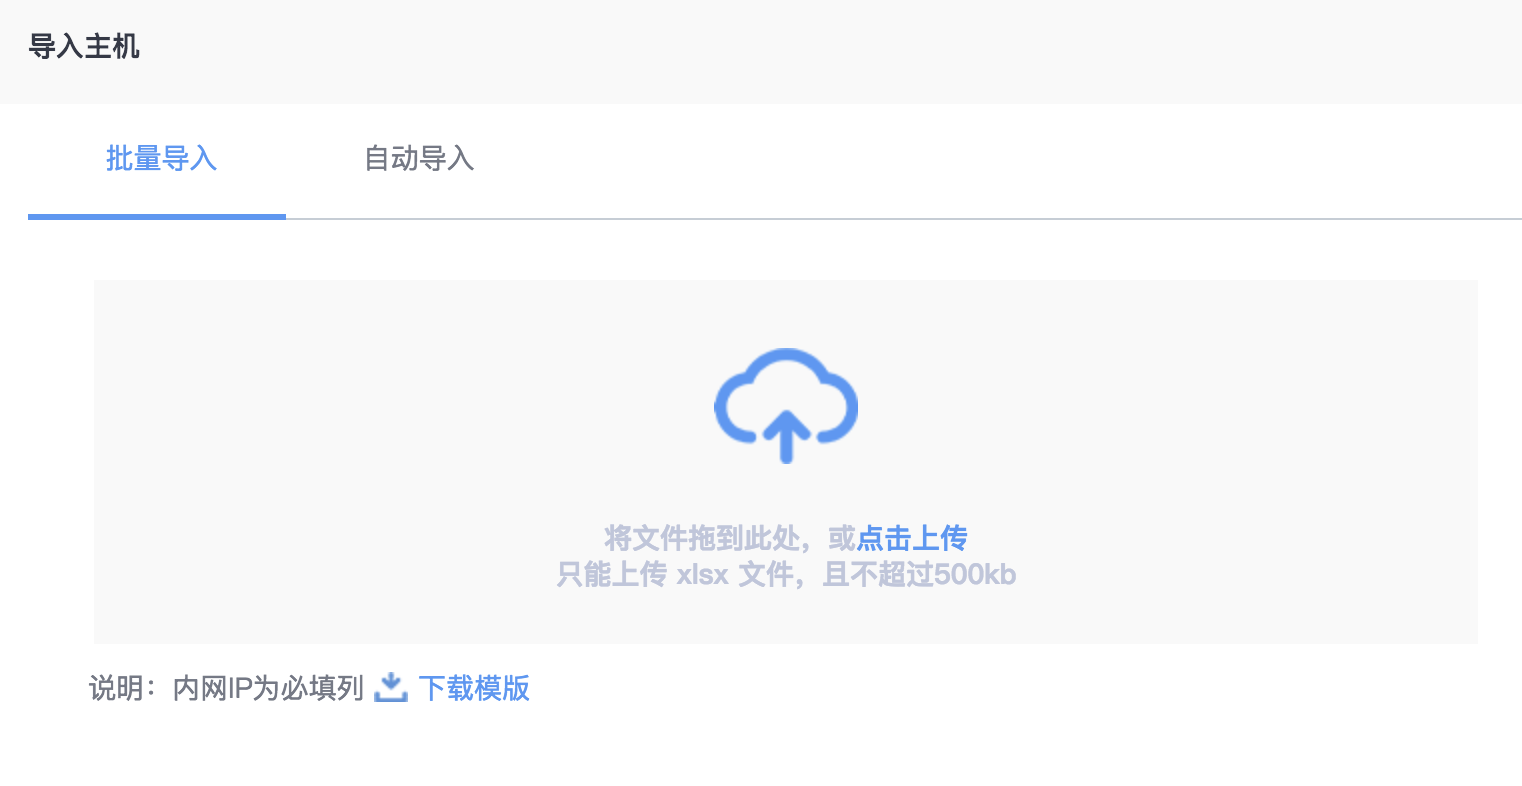 导入主机
批量导入 自动导入
将文件拖到此处，或点击上传
只能上传 xlsx 文件，且不超过500kb
说明：内网IP为必填列 下载模版